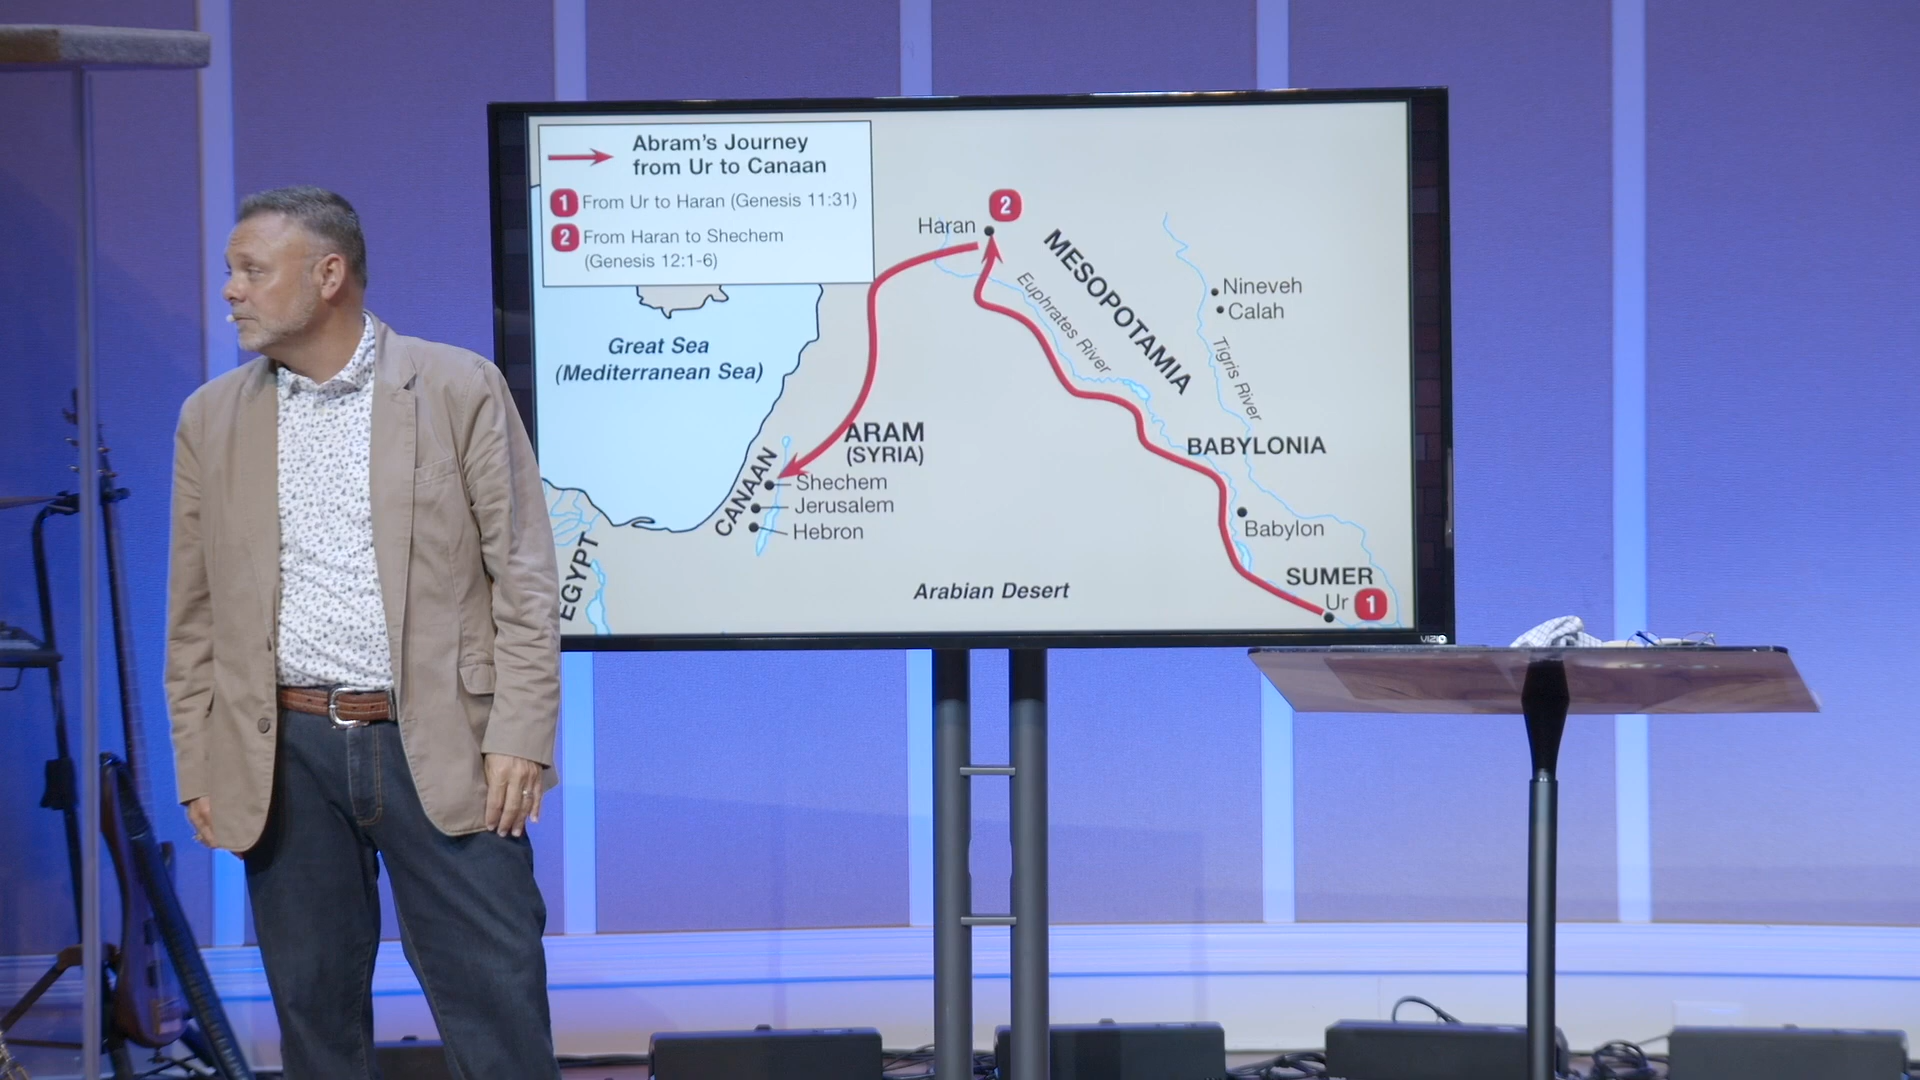 Abram's Journey
from Ur to Canaan
1 From Ur to Haran (Genesis 11:31)
2 From Haran to Shechem
(Genesis 12:1-6)
2
Haran
MESOPOTAMIA
Nineveh
Calah
Euphrates River
Tigris River
Great Sea
(Mediterranean Sea)
ARAM
(SYRIA)
BABYLONIA
CANAAN
Shechem
Jerusalem
Hebron
Babylon
EGYPT
Arabian Desert
SUMER
Ur 1
VIZIO